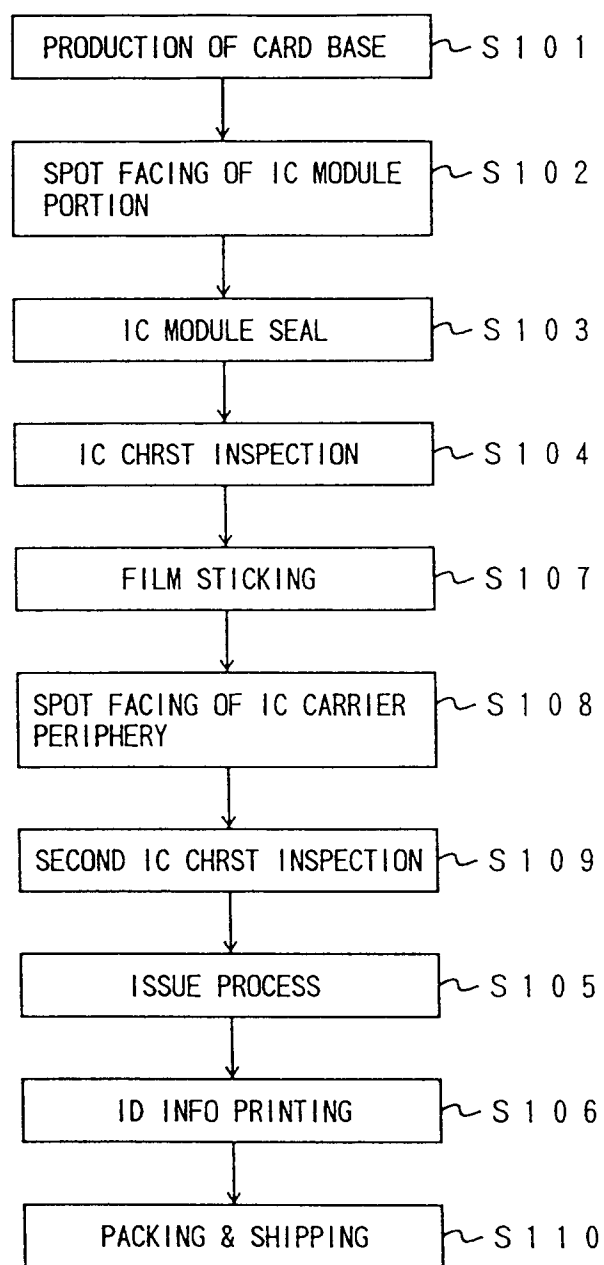 PRODUCTION OF CARD BASE S101
SPOT FACING OF IC MODULE PORTION S102
IC MODULE SEAL S103
IC CHRST INSPECTION S104
FILM STICKING S107
SPOT FACING OF IC CARRIER PERIPHERY S108
SECOND IC CHRST INSPECTION S109
ISSUE PROCESS S105
ID INFO PRINTING S106
PACKING & SHIPPING S110